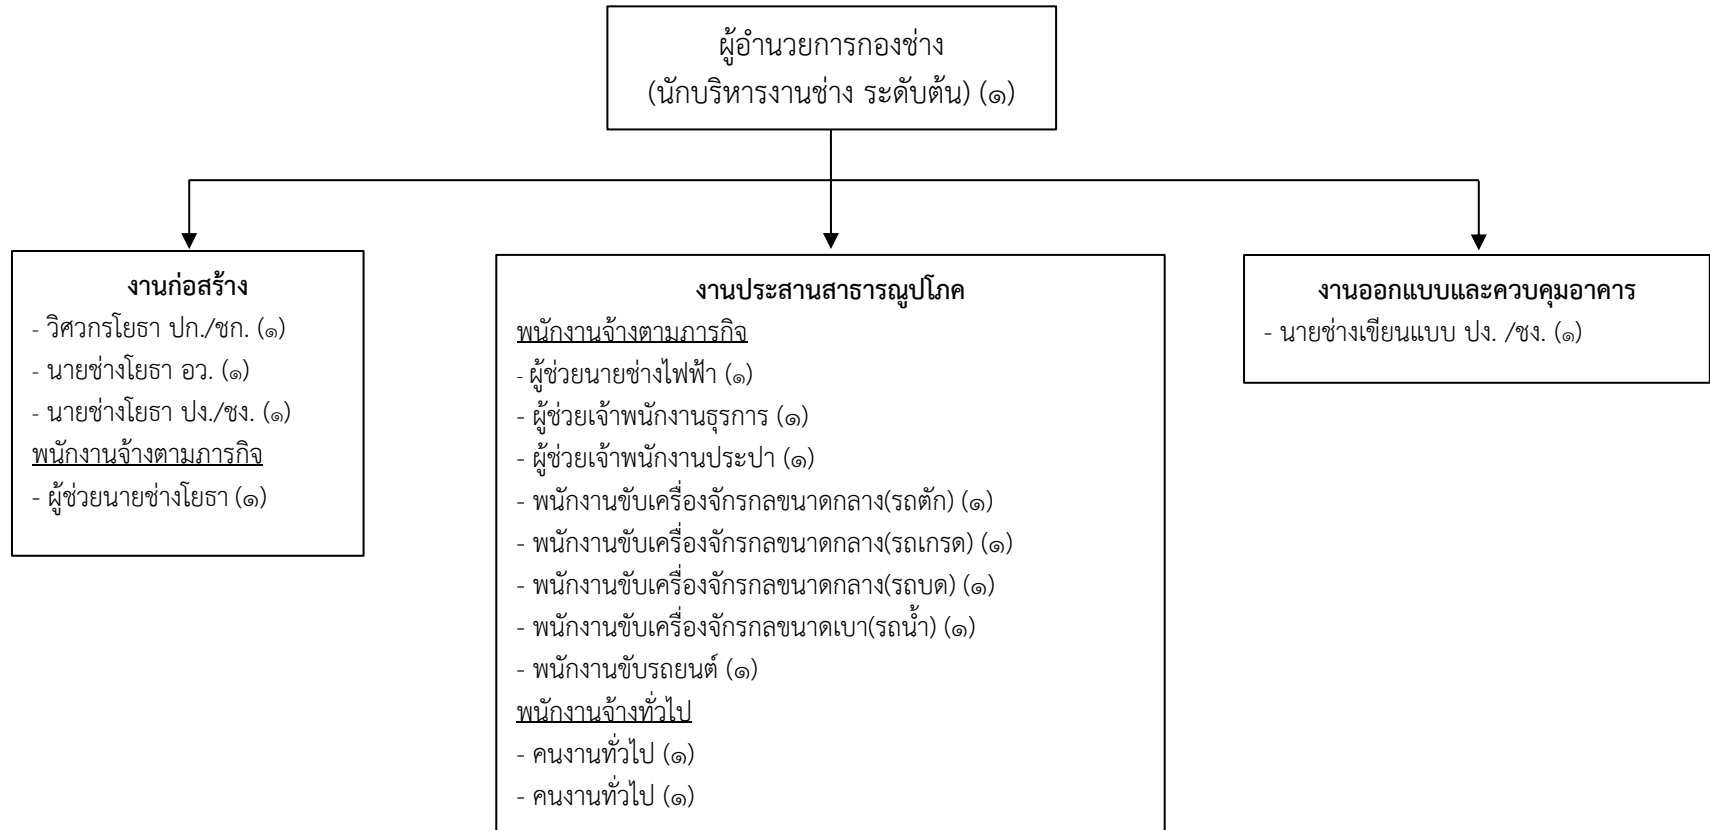 ผู้อำนวยการกองช่าง
(นักบริหารงานช่าง ระดับต้น) (๑)
งานก่อสร้าง
- วิศวกรโยธา ปก./ชก. (๑)
- นายช่างโยธา อว. (๑)
- นายช่างโยธา ปง./ชง. (๑)
พนักงานจ้างตามภารกิจ
- ผู้ช่วยนายช่างโยธา (๑)
งานประสานสาธารณูปโภค
พนักงานจ้างตามภารกิจ
- ผู้ช่วยนายช่างไฟฟ้า (๑)
- ผู้ช่วยเจ้าพนักงานธุรการ (๑)
- ผู้ช่วยเจ้าพนักงานประปา (๑)
- พนักงานขับเครื่องจักรกลขนาดกลาง(รถตัก) (๑)
- พนักงานขับเครื่องจักรกลขนาดกลาง(รถเกรด) (๑)
- พนักงานขับเครื่องจักรกลขนาดกลาง(รถบด) (๑)
- พนักงานขับเครื่องจักรกลขนาดเบา(รถน้ำ) (๑)
- พนักงานขับรถยนต์ (๑)
พนักงานจ้างทั่วไป
- คนงานทั่วไป (๑)
- คนงานทั่วไป (๑)
งานออกแบบและควบคุมอาคาร
- นายช่างเขียนแบบ ปง. /ชง. (๑)